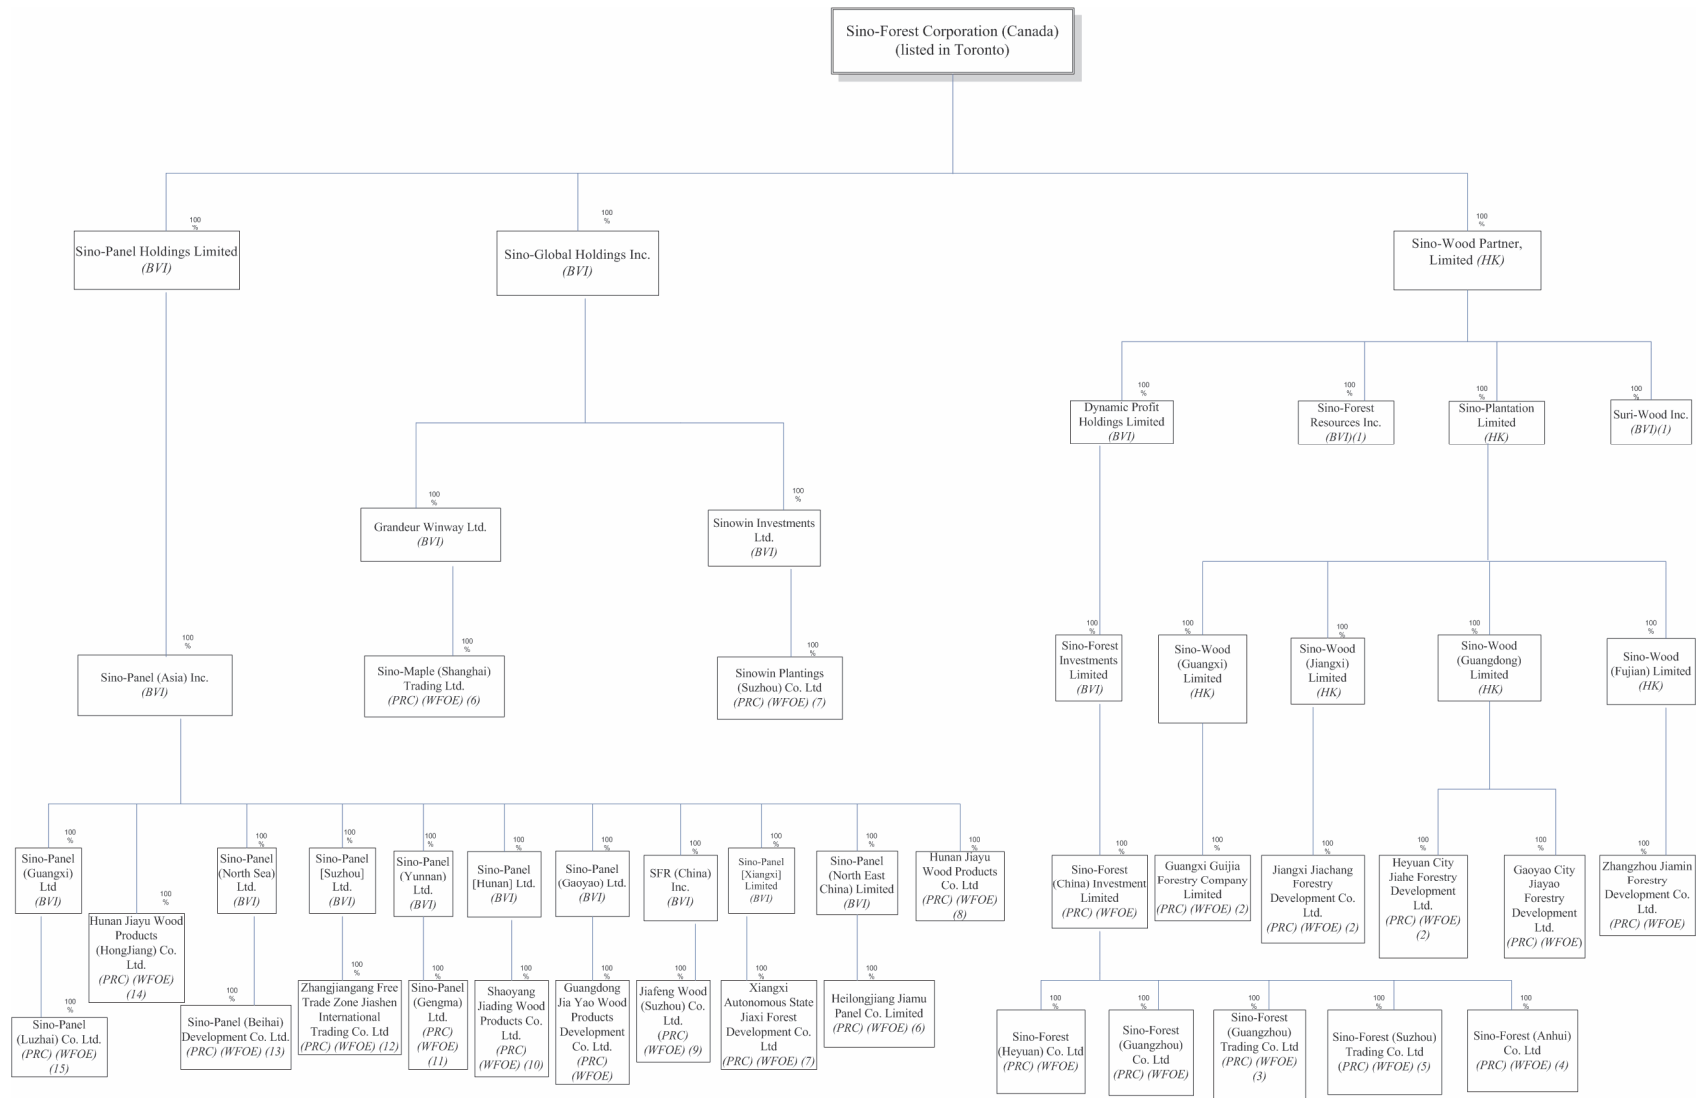 Sino-Forest Corporation (Canada)
(listed in Toronto)
100
%
Sino-Panel Holdings Limited
(BVI)
100
%
Sino-Global Holdings Inc.
(BVI)
100
%
Sino-Wood Partner,
Limited (HK)
100
%
Dynamic Profit
Holdings Limited
(BVI)
100
%
Sino-Forest
Resources Inc.
(BVI)(1)
100
%
Sino-Plantation
Limited
(HK)
100
%
Suri-Wood Inc.
(BVI)(1)
100
%
Grandeur Winway Ltd.
(BVI)
100
%
Sinowin Investments
Ltd.
(BVI)
100
%
Sino-Panel (Asia) Inc.
(BVI)
100
%
Sino-Maple (Shanghai)
Trading Ltd.
(PRC) (WFOE) (6)
100
%
Sinowin Plantings
(Suzhou) Co. Ltd
(PRC) (WFOE) (7)
100
%
Sino-Forest
Investments
Limited
(BVI)
100
%
Sino-Wood
(Guangxi)
Limited
(HK)
100
%
Sino-Wood
(Jiangxi)
Limited
(HK)
100
%
Sino-Wood
(Guangdong)
Limited
(HK)
100
%
Sino-Wood
(Fujian) Limited
(HK)
100
%
Sino-Panel
(Guangxi)
Ltd
(BVI)
100
%
Hunan Jiayu Wood
Products
(HongJiang) Co.
Ltd.
(PRC) (WFOE)
(14)
100
%
Sino-Panel
(North Sea)
Ltd.
(BVI)
100
%
Sino-Panel
[Suzhou]
Ltd.
(BVI)
100
%
Sino-Panel
(Yunnan)
Ltd.
(BVI)
100
%
Sino-Panel
[Hunan] Ltd.
(BVI)
100
%
Sino-Panel
(Gaoyao) Ltd.
(BVI)
100
%
SFR (China)
Inc.
(BVI)
100
%
Sino-Panel
[Xiangxi]
Limited
(BVI)
100
%
Sino-Panel
(North East
China) Limited
(BVI)
100
%
Hunan Jiayu
Wood Products
Co. Ltd
(PRC) (WFOE)
(8)
100
%
Sino-Forest
(China) Investment
Limited
(PRC) (WFOE)
100
%
Guangxi Guijia
Forestry Company
Limited
(PRC) (WFOE) (2)
100
%
Jiangxi Jiachang
Forestry
Development Co.
Ltd.
(PRC) (WFOE) (2)
100
%
Heyuan City
Jiahe Forestry
Development
Ltd.
(PRC) (WFOE)
(2)
100
%
Gaoyao City
Jiayao
Forestry
Development
Ltd.
(PRC) (WFOE)
100
%
Zhangzhou Jiamin
Forestry
Development Co.
Ltd.
(PRC) (WFOE)
100
%
Sino-Panel
(Luzhai) Co. Ltd.
(PRC) (WFOE)
(15)
100
%
Sino-Panel (Beihai)
Development Co. Ltd.
(PRC) (WFOE) (13)
100
%
Zhangjiangang Free
Trade Zone Jiashen
International
Trading Co. Ltd
(PRC) (WFOE) (12)
100
%
Sino-Panel
(Gengma)
Ltd.
(PRC)
(WFOE)
(11)
100
%
Shaoyang
Jiading Wood
Products Co.
Ltd.
(PRC)
(WFOE) (10)
100
%
Guangdong
Jia Yao Wood
Products
Development
Co. Ltd.
(PRC)
(WFOE)
100
%
Jiafeng Wood
(Suzhou) Co.
Ltd.
(PRC)
(WFOE) (9)
100
%
Xiangxi
Autonomous State
Jiaxi Forest
Development Co.
Ltd
(PRC) (WFOE) (7)
100
%
Heilongjiang Jiamu
Panel Co. Limited
(PRC) (WFOE) (6)
100
%
Sino-Forest
(Heyuan) Co. Ltd
(PRC) (WFOE)
100
%
Sino-Forest
(Guangzhou)
Co. Ltd
(PRC) (WFOE)
100
%
Sino-Forest
(Guangzhou)
Trading Co. Ltd
(PRC) (WFOE)
(3)
100
%
Sino-Forest (Suzhou)
Trading Co. Ltd
(PRC) (WFOE) (5)
100
%
Sino-Forest (Anhui)
Co. Ltd
(PRC) (WFOE) (4)